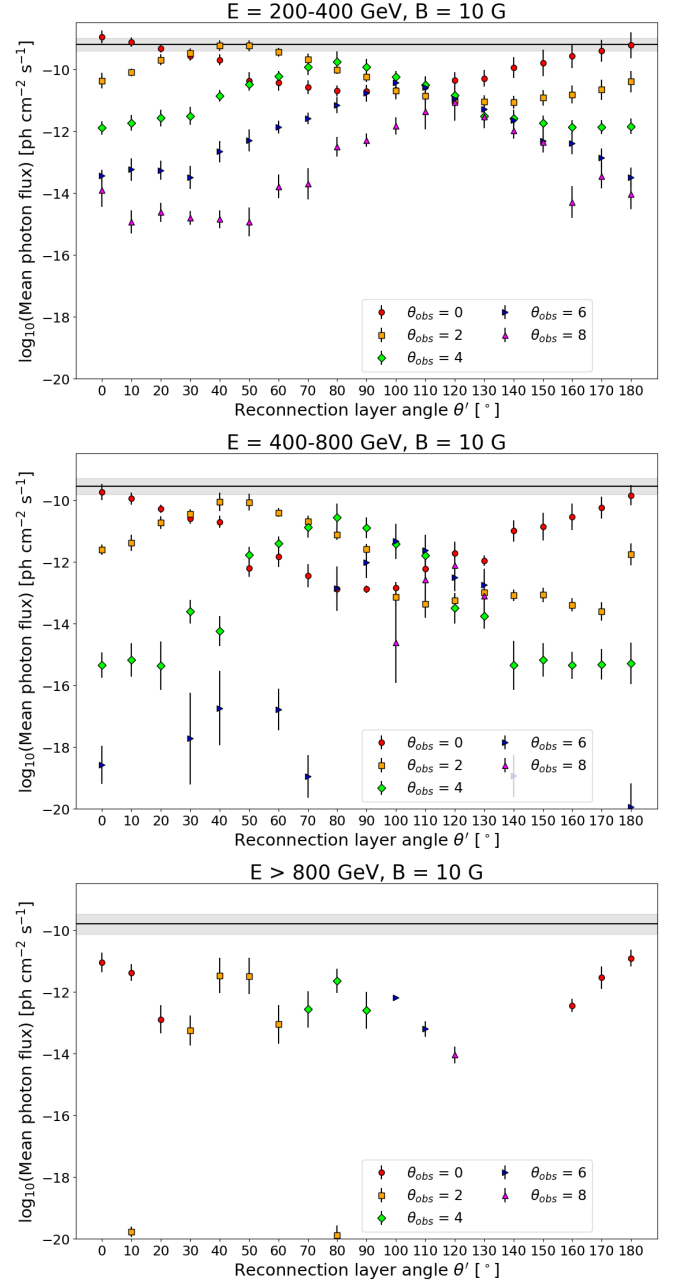 E = 200-400 GeV, B = 10 G
log₁₀(Mean photon flux) [ph cm⁻² s⁻¹]
−10
−12
−14
−16
−18
−20
θobs = 0
θobs = 6
θobs = 2
θobs = 8
θobs = 4
0 10 20 30 40 50 60 70 80 90 100 110 120 130 140 150 160 170 180
Reconnection layer angle θ′ [°]
E = 400-800 GeV, B = 10 G
log₁₀(Mean photon flux) [ph cm⁻² s⁻¹]
−10
−12
−14
−16
−18
−20
θobs = 0
θobs = 6
θobs = 2
θobs = 8
θobs = 4
0 10 20 30 40 50 60 70 80 90 100 110 120 130 140 150 160 170 180
Reconnection layer angle θ′ [°]
E > 800 GeV, B = 10 G
log₁₀(Mean photon flux) [ph cm⁻² s⁻¹]
−10
−12
−14
−16
−18
−20
θobs = 0
θobs = 6
θobs = 2
θobs = 8
θobs = 4
0 10 20 30 40 50 60 70 80 90 100 110 120 130 140 150 160 170 180
Reconnection layer angle θ′ [°]